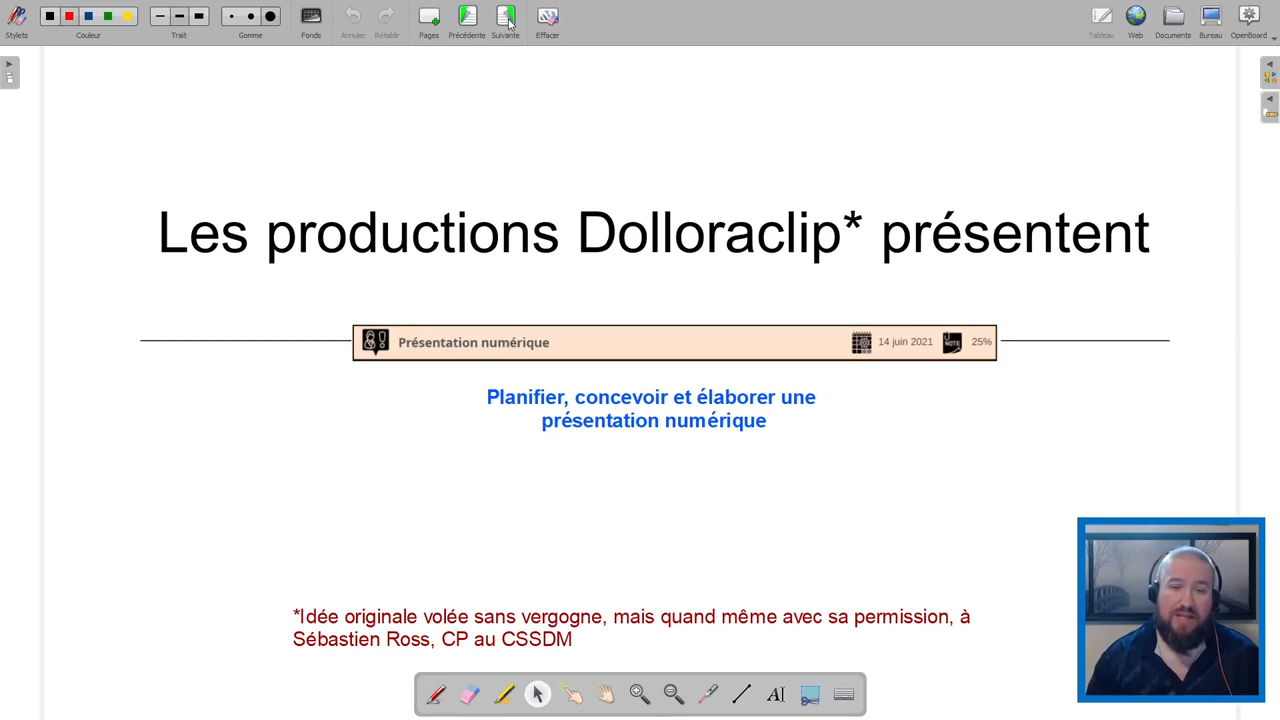 Stylets
Couleur
Trait
Gomme
Fonds
Annuler
Rétablir
Pages
Précédente
Suivante
Effacer
Tableau
Web
Documents
Bureau
OpenBoard
Les productions Dolloraclip* présentent
Présentation numérique
14 juin 2021
NOTE
25%
Planifier, concevoir et élaborer une
présentation numérique
*Idée originale volée sans vergogne, mais quand même avec sa permission, à
Sébastien Ross, CP au CSSDM
AI